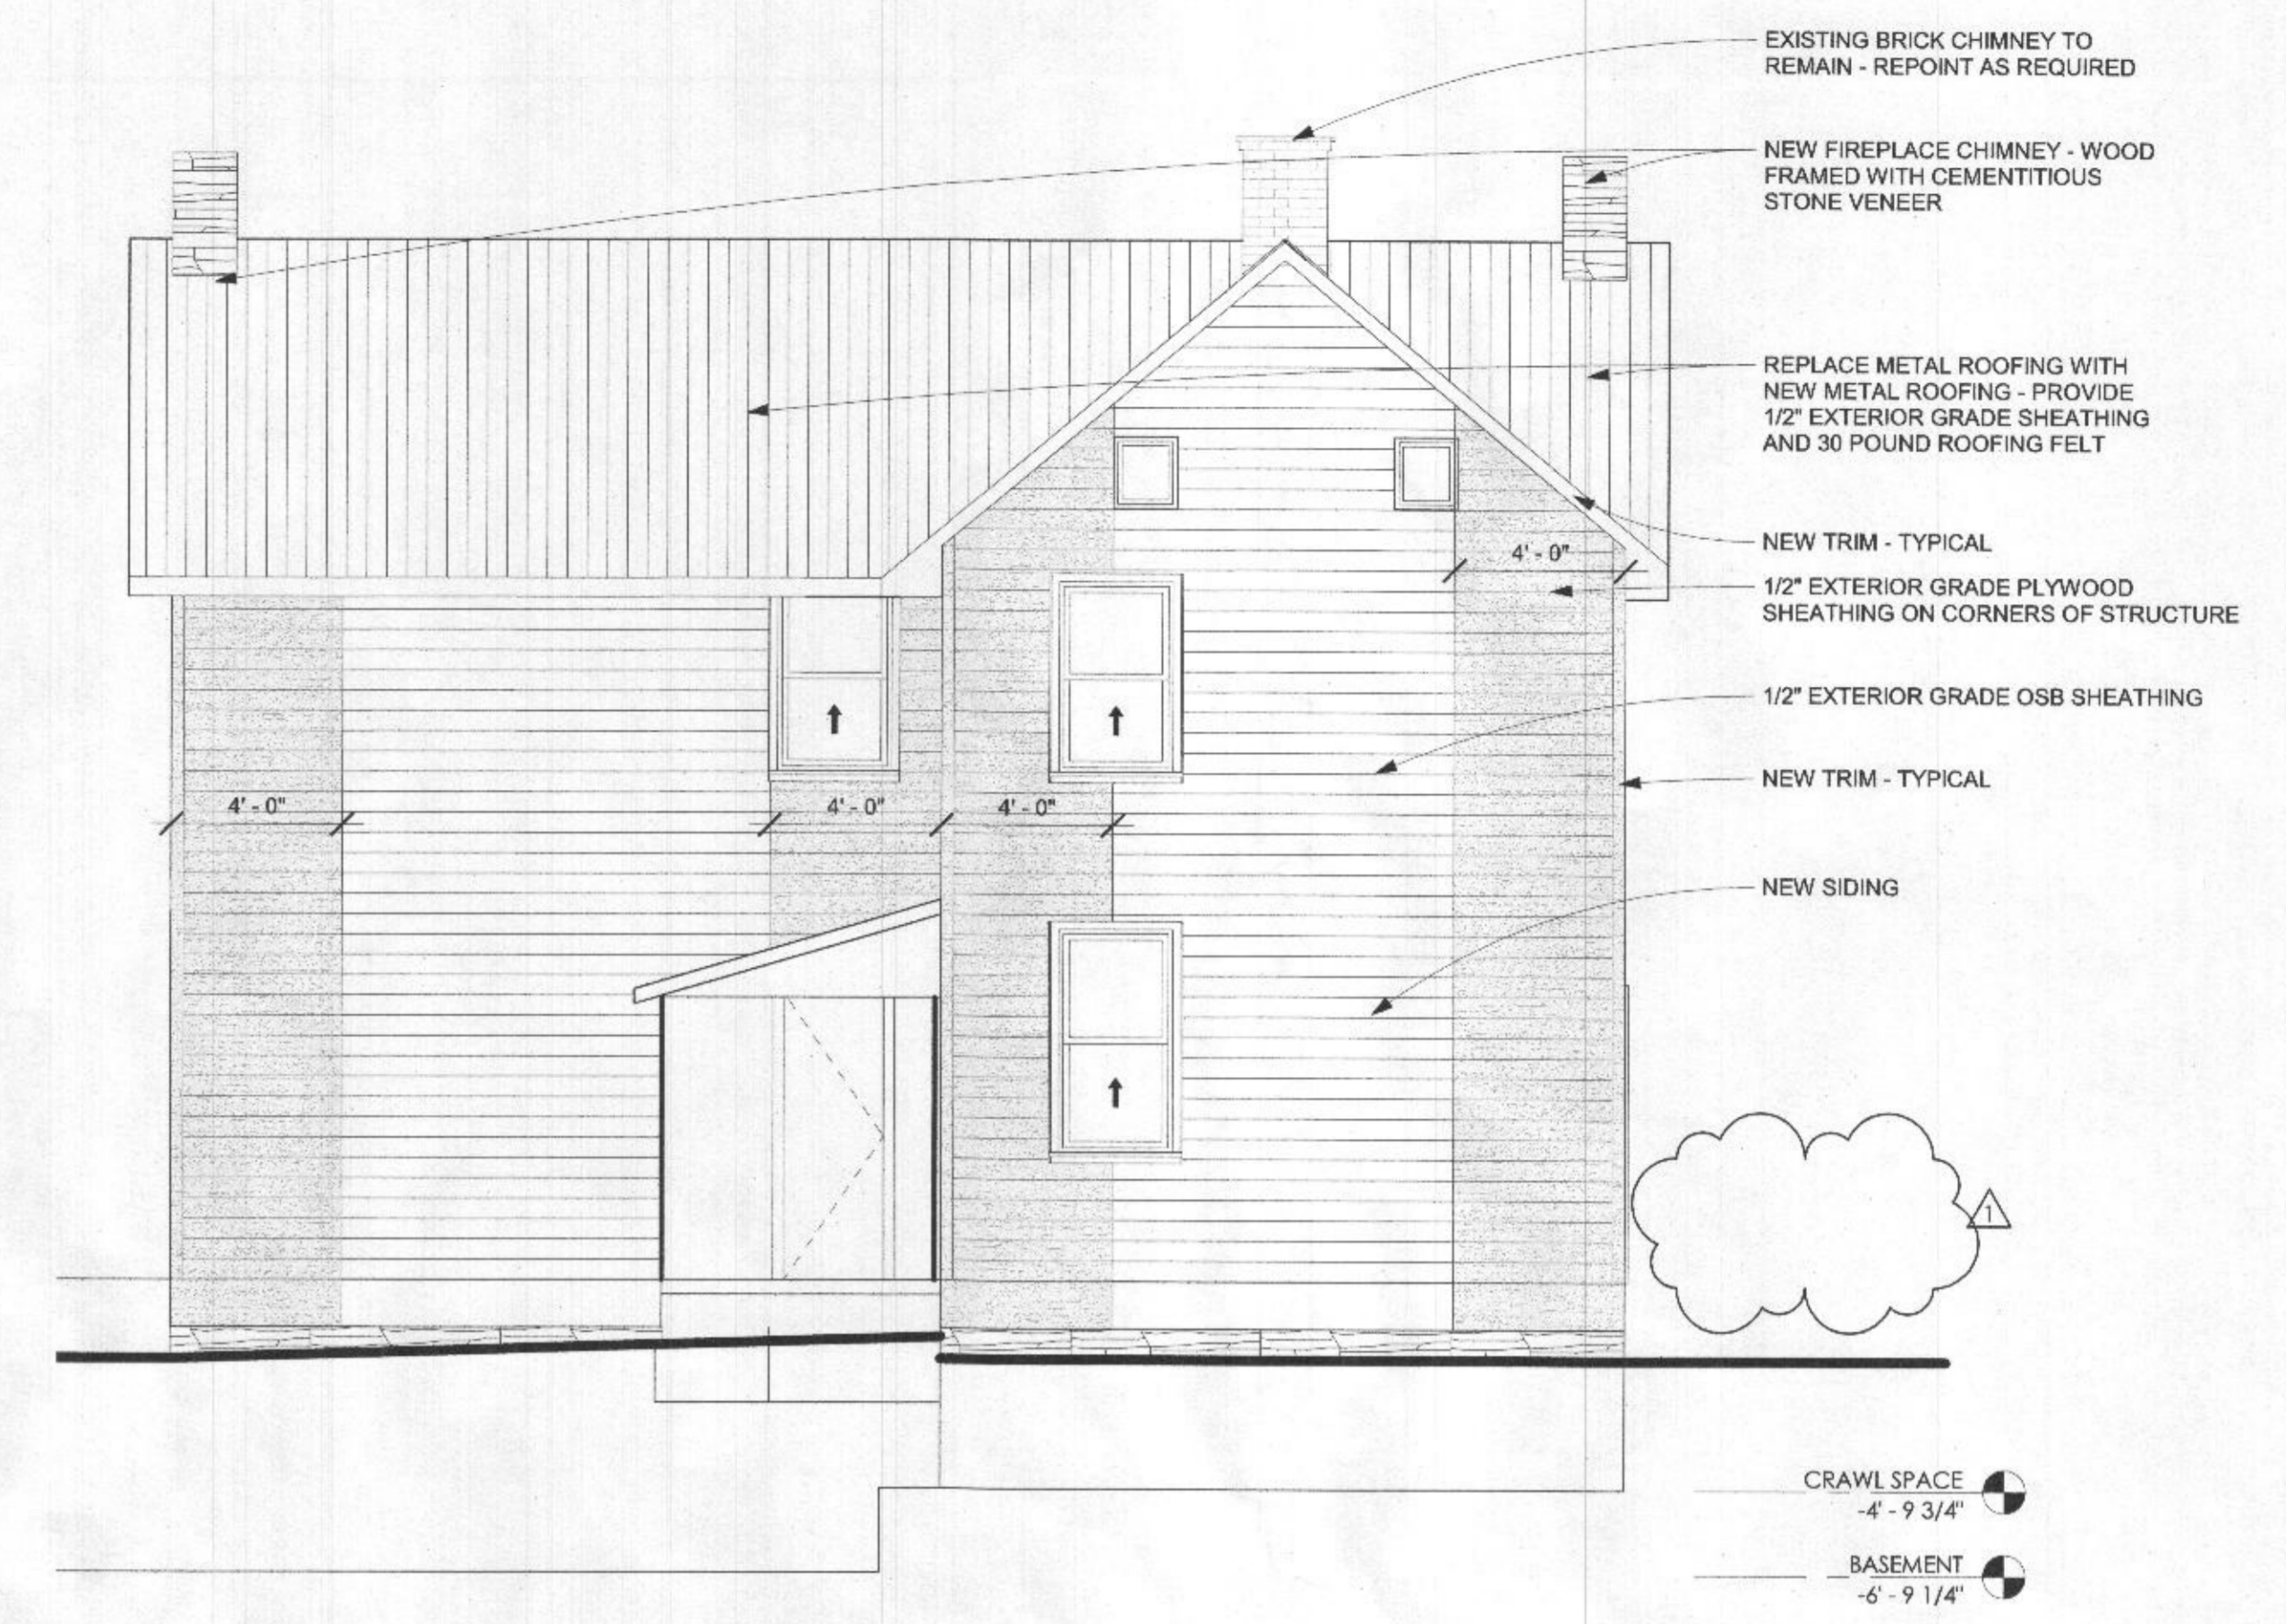 EXISTING BRICK CHIMNEY TO
REMAIN - REPOINT AS REQUIRED
NEW FIREPLACE CHIMNEY - WOOD
FRAMED WITH CEMENTITIOUS
STONE VENEER
REPLACE METAL ROOFING WITH
NEW METAL ROOFING - PROVIDE
1/2" EXTERIOR GRADE SHEATHING
AND 30 POUND ROOFING FELT
NEW TRIM - TYPICAL
4' - 0"
1/2" EXTERIOR GRADE PLYWOOD
SHEATHING ON CORNERS OF STRUCTURE
1/2" EXTERIOR GRADE OSB SHEATHING
NEW TRIM - TYPICAL
4' - 0"
4' - 0"
4' - 0"
NEW SIDING
1
CRAWL SPACE
-4' - 9 3/4"
BASEMENT
-6' - 9 1/4"